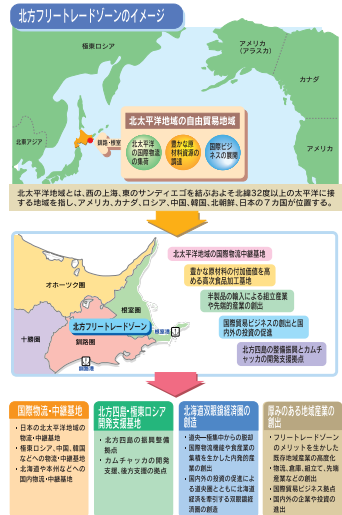 北方フリートレードゾーンのイメージ
極東ロシア
アメリカ
(アラスカ)
カナダ
北東アジア
アメリカ
釧路・根室
北太平洋地域の自由貿易地域
北太平洋
の国際物流
の集荷
豊かな原
材料資源の
調達
国際ビジ
ネスの展開
北太平洋地域とは、西の上海、東のサンディエゴを結ぶおよそ北緯32度以上の太平洋に接
する地域を指し、アメリカ、カナダ、ロシア、中国、韓国、北朝鮮、日本の7カ国が位置する。
オホーツク圏
根室圏
北方フリートレードゾーン
十勝圏
釧路圏
根室港
釧路港
北太平洋地域の国際物流中継基地
豊かな原材料の付加価値を高
める高次食品加工基地
半製品の輸入による組立産業
や先端的産業の創出
国際貿易ビジネスの創出と国
内外の投資の促進
北方四島の整備振興とカムチ
ャッカの開発支援拠点
国際物流・中継基地
・日本の北太平洋地域の
物流・中継基地
・極東ロシア、中国、韓国
などへの物流・中継基地
・北海道や本州などへの
国内物流・中継基地
北方四島・極東ロシア
開発支援基地
・北方四島の振興整備
拠点
・カムチャッカの開発
支援、後方支援の拠点
北海道双眼鏡経済圏の
創造
・道央一極集中からの脱却
・国際物流機能や食産業の
集積を生かした内発的産
業の創出
・国内外の投資の促進によ
る道央圏とともに北海道
経済を牽引する双眼鏡経
済圏の創造
厚みのある地域産業の
創出
・フリートレードゾーン
のメリットを生かした
既存地域産業の高度化
・物流、倉庫、組立て、先端
産業などの創出
・国際貿易ビジネス拠点
・国内外の企業や投資の
進出